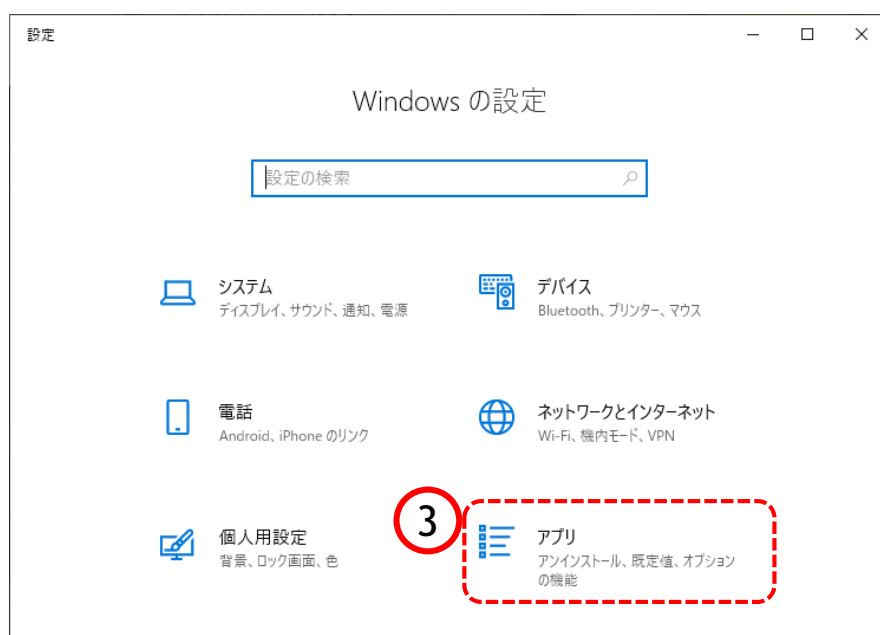 設定
Windows の設定
設定の検索
システム
ディスプレイ、サウンド、通知、電源
デバイス
Bluetooth、プリンター、マウス
電話
Android、iPhone のリンク
ネットワークとインターネット
Wi-Fi、機内モード、VPN
個人用設定
背景、ロック画面、色
3
アプリ
アンインストール、既定値、オプション
の機能